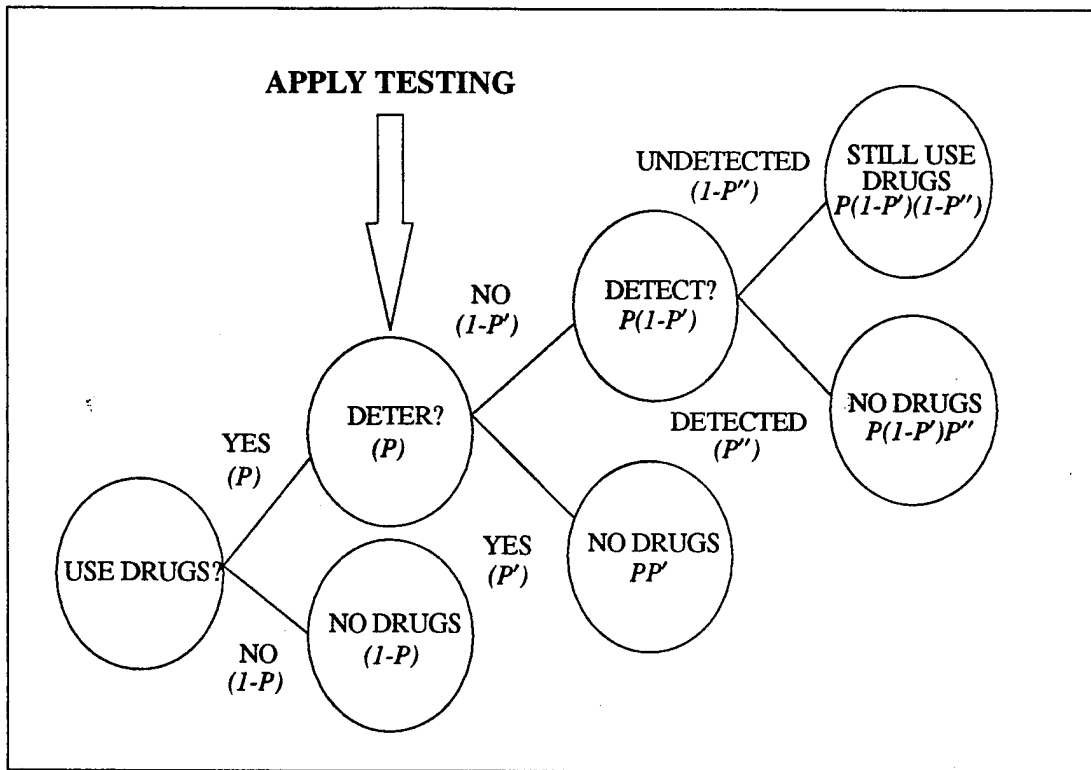 APPLY TESTING
UNDETECTED
(1-P'')
STILL USE
DRUGS
P(1-P')(1-P'')
NO
(1-P')
DETECT?
P(1-P')
DETECTED
(P'')
NO DRUGS
P(1-P')P''
YES
(P)
DETER?
(P)
YES
(P')
NO DRUGS
PP'
USE DRUGS?
NO
(1-P)
NO DRUGS
(1-P)